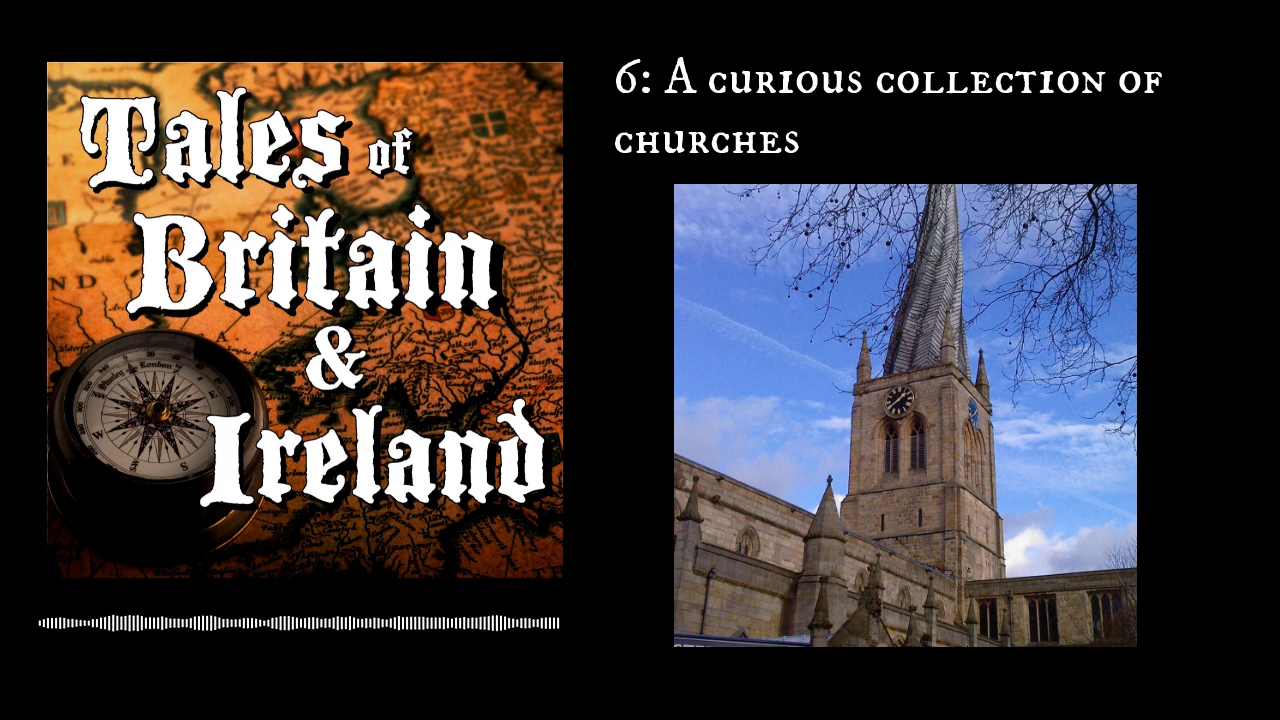 Tales of
Britain
&
Ireland
6: A curious collection of
churches